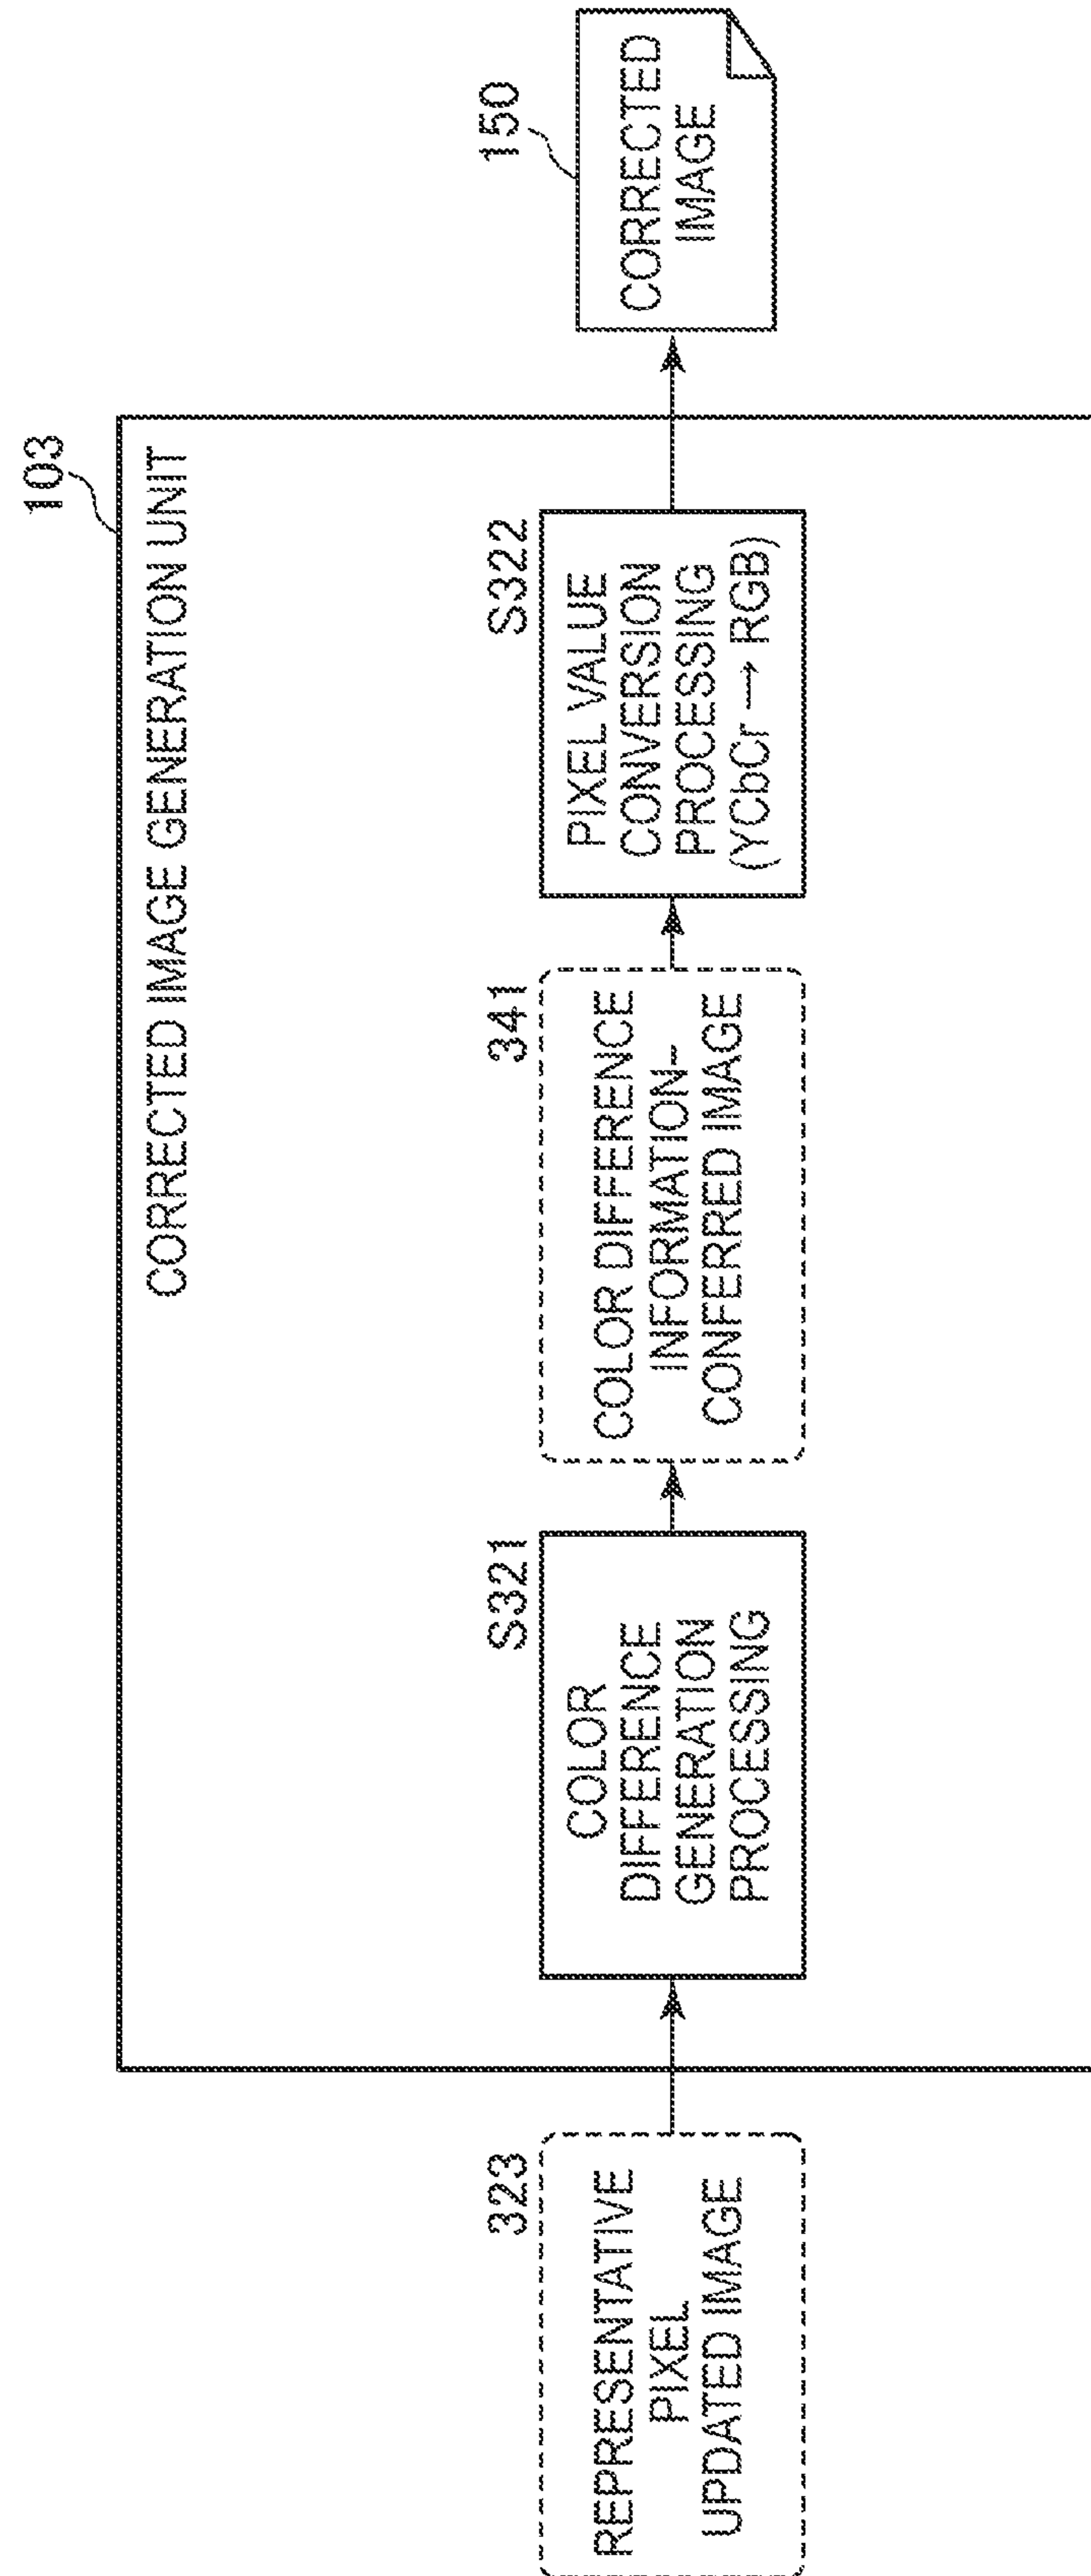 103
CORRECTED IMAGE GENERATION UNIT
323
REPRESENTATIVE
PIXEL
UPDATED IMAGE
S321
COLOR
DIFFERENCE
GENERATION
PROCESSING
341
COLOR DIFFERENCE
INFORMATION-
CONFERRED IMAGE
S322
PIXEL VALUE
CONVERSION
PROCESSING
(YCbCr → RGB)
150
CORRECTED
IMAGE